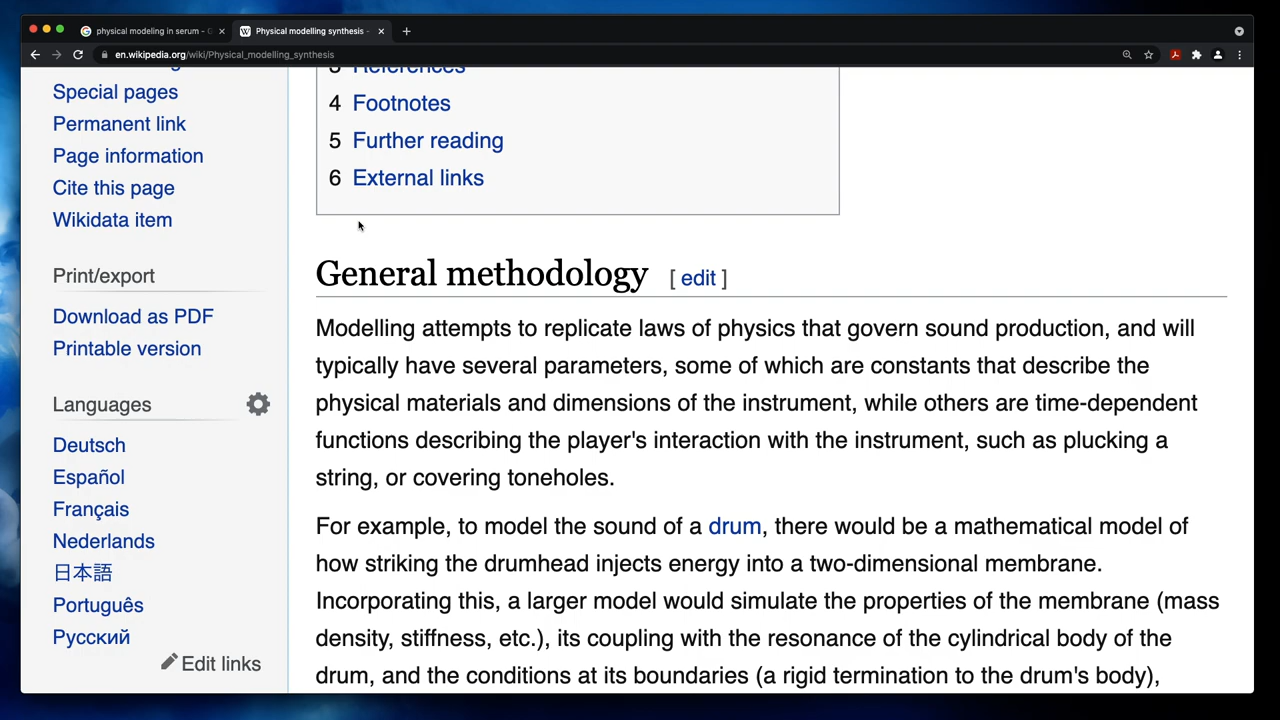 physical modeling in serum - G
Physical modelling synthesis -
en.wikipedia.org/wiki/Physical_modelling_synthesis
Special pages
Permanent link
Page information
Cite this page
Wikidata item
Print/export
Download as PDF
Printable version
Languages
Deutsch
Español
Français
Nederlands
日本語
Português
Русский
Edit links
3 References
4 Footnotes
5 Further reading
6 External links
General methodology [ edit ]
Modelling attempts to replicate laws of physics that govern sound production, and will
typically have several parameters, some of which are constants that describe the
physical materials and dimensions of the instrument, while others are time-dependent
functions describing the player's interaction with the instrument, such as plucking a
string, or covering toneholes.
For example, to model the sound of a drum, there would be a mathematical model of
how striking the drumhead injects energy into a two-dimensional membrane.
Incorporating this, a larger model would simulate the properties of the membrane (mass
density, stiffness, etc.), its coupling with the resonance of the cylindrical body of the
drum, and the conditions at its boundaries (a rigid termination to the drum's body),